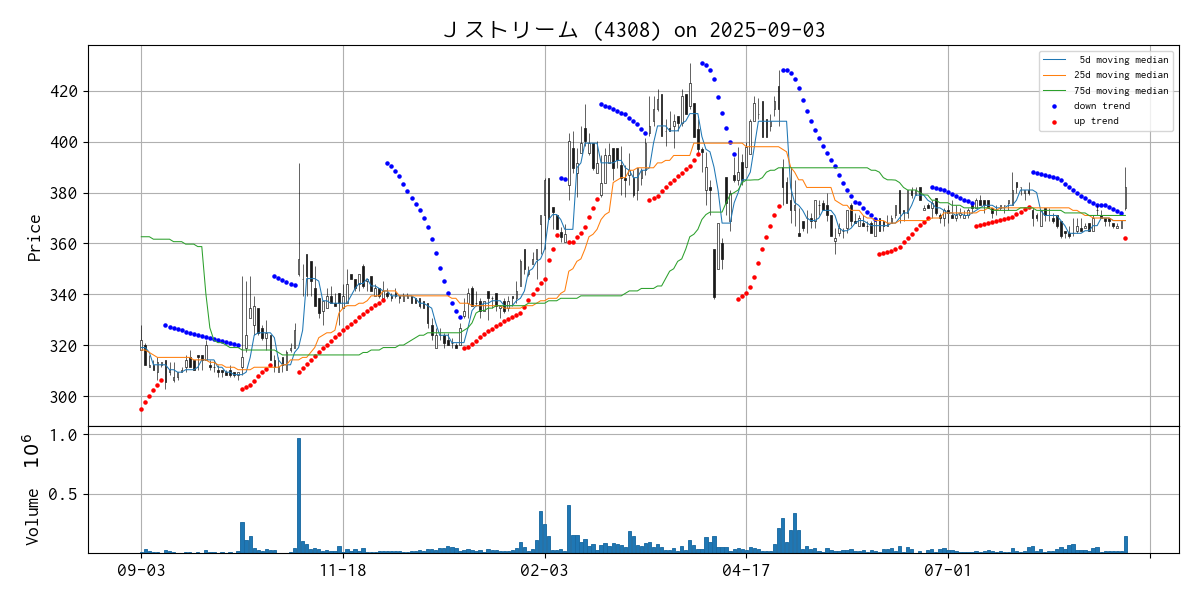 Ｊストリーム (4308) on 2025-09-03
5d moving median
25d moving median
75d moving median
down trend
up trend
Price
420
400
380
360
340
320
300
Volume 10^6
1.0
0.5
09-03
11-18
02-03
04-17
07-01